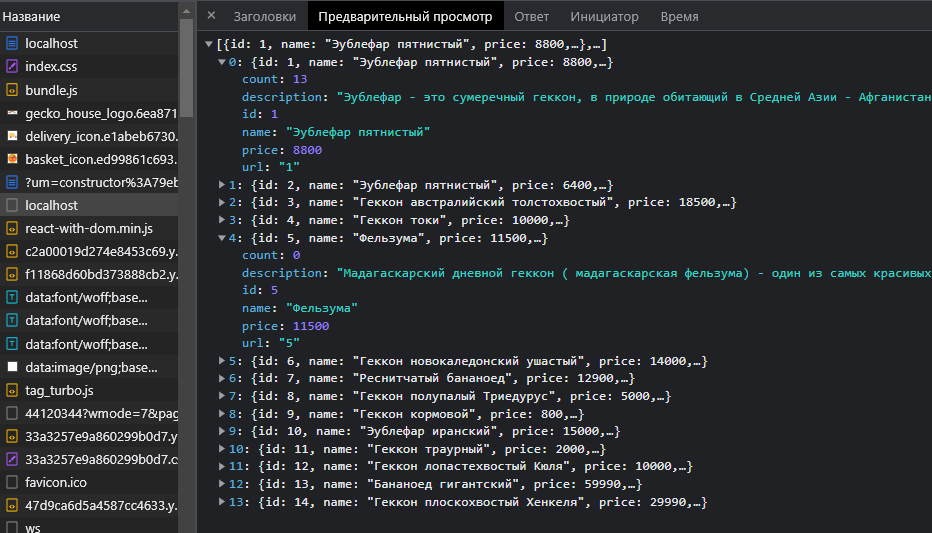 Название
localhost
index.css
bundle.js
gecko_house_logo.6ea871
delivery_icon.e1abeb6730.
basket_icon.ed99861c693.
?um=constructor%3A79eb
localhost
react-with-dom.min.js
c2a00019d274e8453c69.y.
f11868d60bd373888cb2.y.
data:font/woff;base...
data:font/woff;base...
data:font/woff;base...
data:image/png;base...
tag_turbo.js
44120344?wmode=7&pag
33a3257e9a860299b0d7.y
33a3257e9a860299b0d7.c
favicon.ico
47d9ca6d5a4587cc4633.y.
ws
Заголовки Предварительный просмотр Ответ Инициатор Время
[{id: 1, name: "Эублефар пятнистый", price: 8800,…},…]
0: {id: 1, name: "Эублефар пятнистый", price: 8800,…}
count: 13
description: "Эублефар - это сумеречный геккон, в природе обитающий в Средней Азии - Афганистан
id: 1
name: "Эублефар пятнистый"
price: 8800
url: "1"
1: {id: 2, name: "Эублефар пятнистый", price: 6400,…}
2: {id: 3, name: "Геккон австралийский толстохвостый", price: 18500,…}
3: {id: 4, name: "Геккон токи", price: 10000,…}
4: {id: 5, name: "Фельзума", price: 11500,…}
count: 0
description: "Мадагаскарский дневной геккон ( мадагаскарская фельзума) - один из самых красивых
id: 5
name: "Фельзума"
price: 11500
url: "5"
5: {id: 6, name: "Геккон новокаледонский ушастый", price: 14000,…}
6: {id: 7, name: "Реснитчатый бананоед", price: 12900,…}
7: {id: 8, name: "Геккон полупалый Триедурус", price: 5000,…}
8: {id: 9, name: "Геккон кормовой", price: 800,…}
9: {id: 10, name: "Эублефар иранский", price: 15000,…}
10: {id: 11, name: "Геккон траурный", price: 2000,…}
11: {id: 12, name: "Геккон лопастехвостый Кюля", price: 10000,…}
12: {id: 13, name: "Бананоед гигантский", price: 59990,…}
13: {id: 14, name: "Геккон плоскохвостый Хенкеля", price: 29990,…}